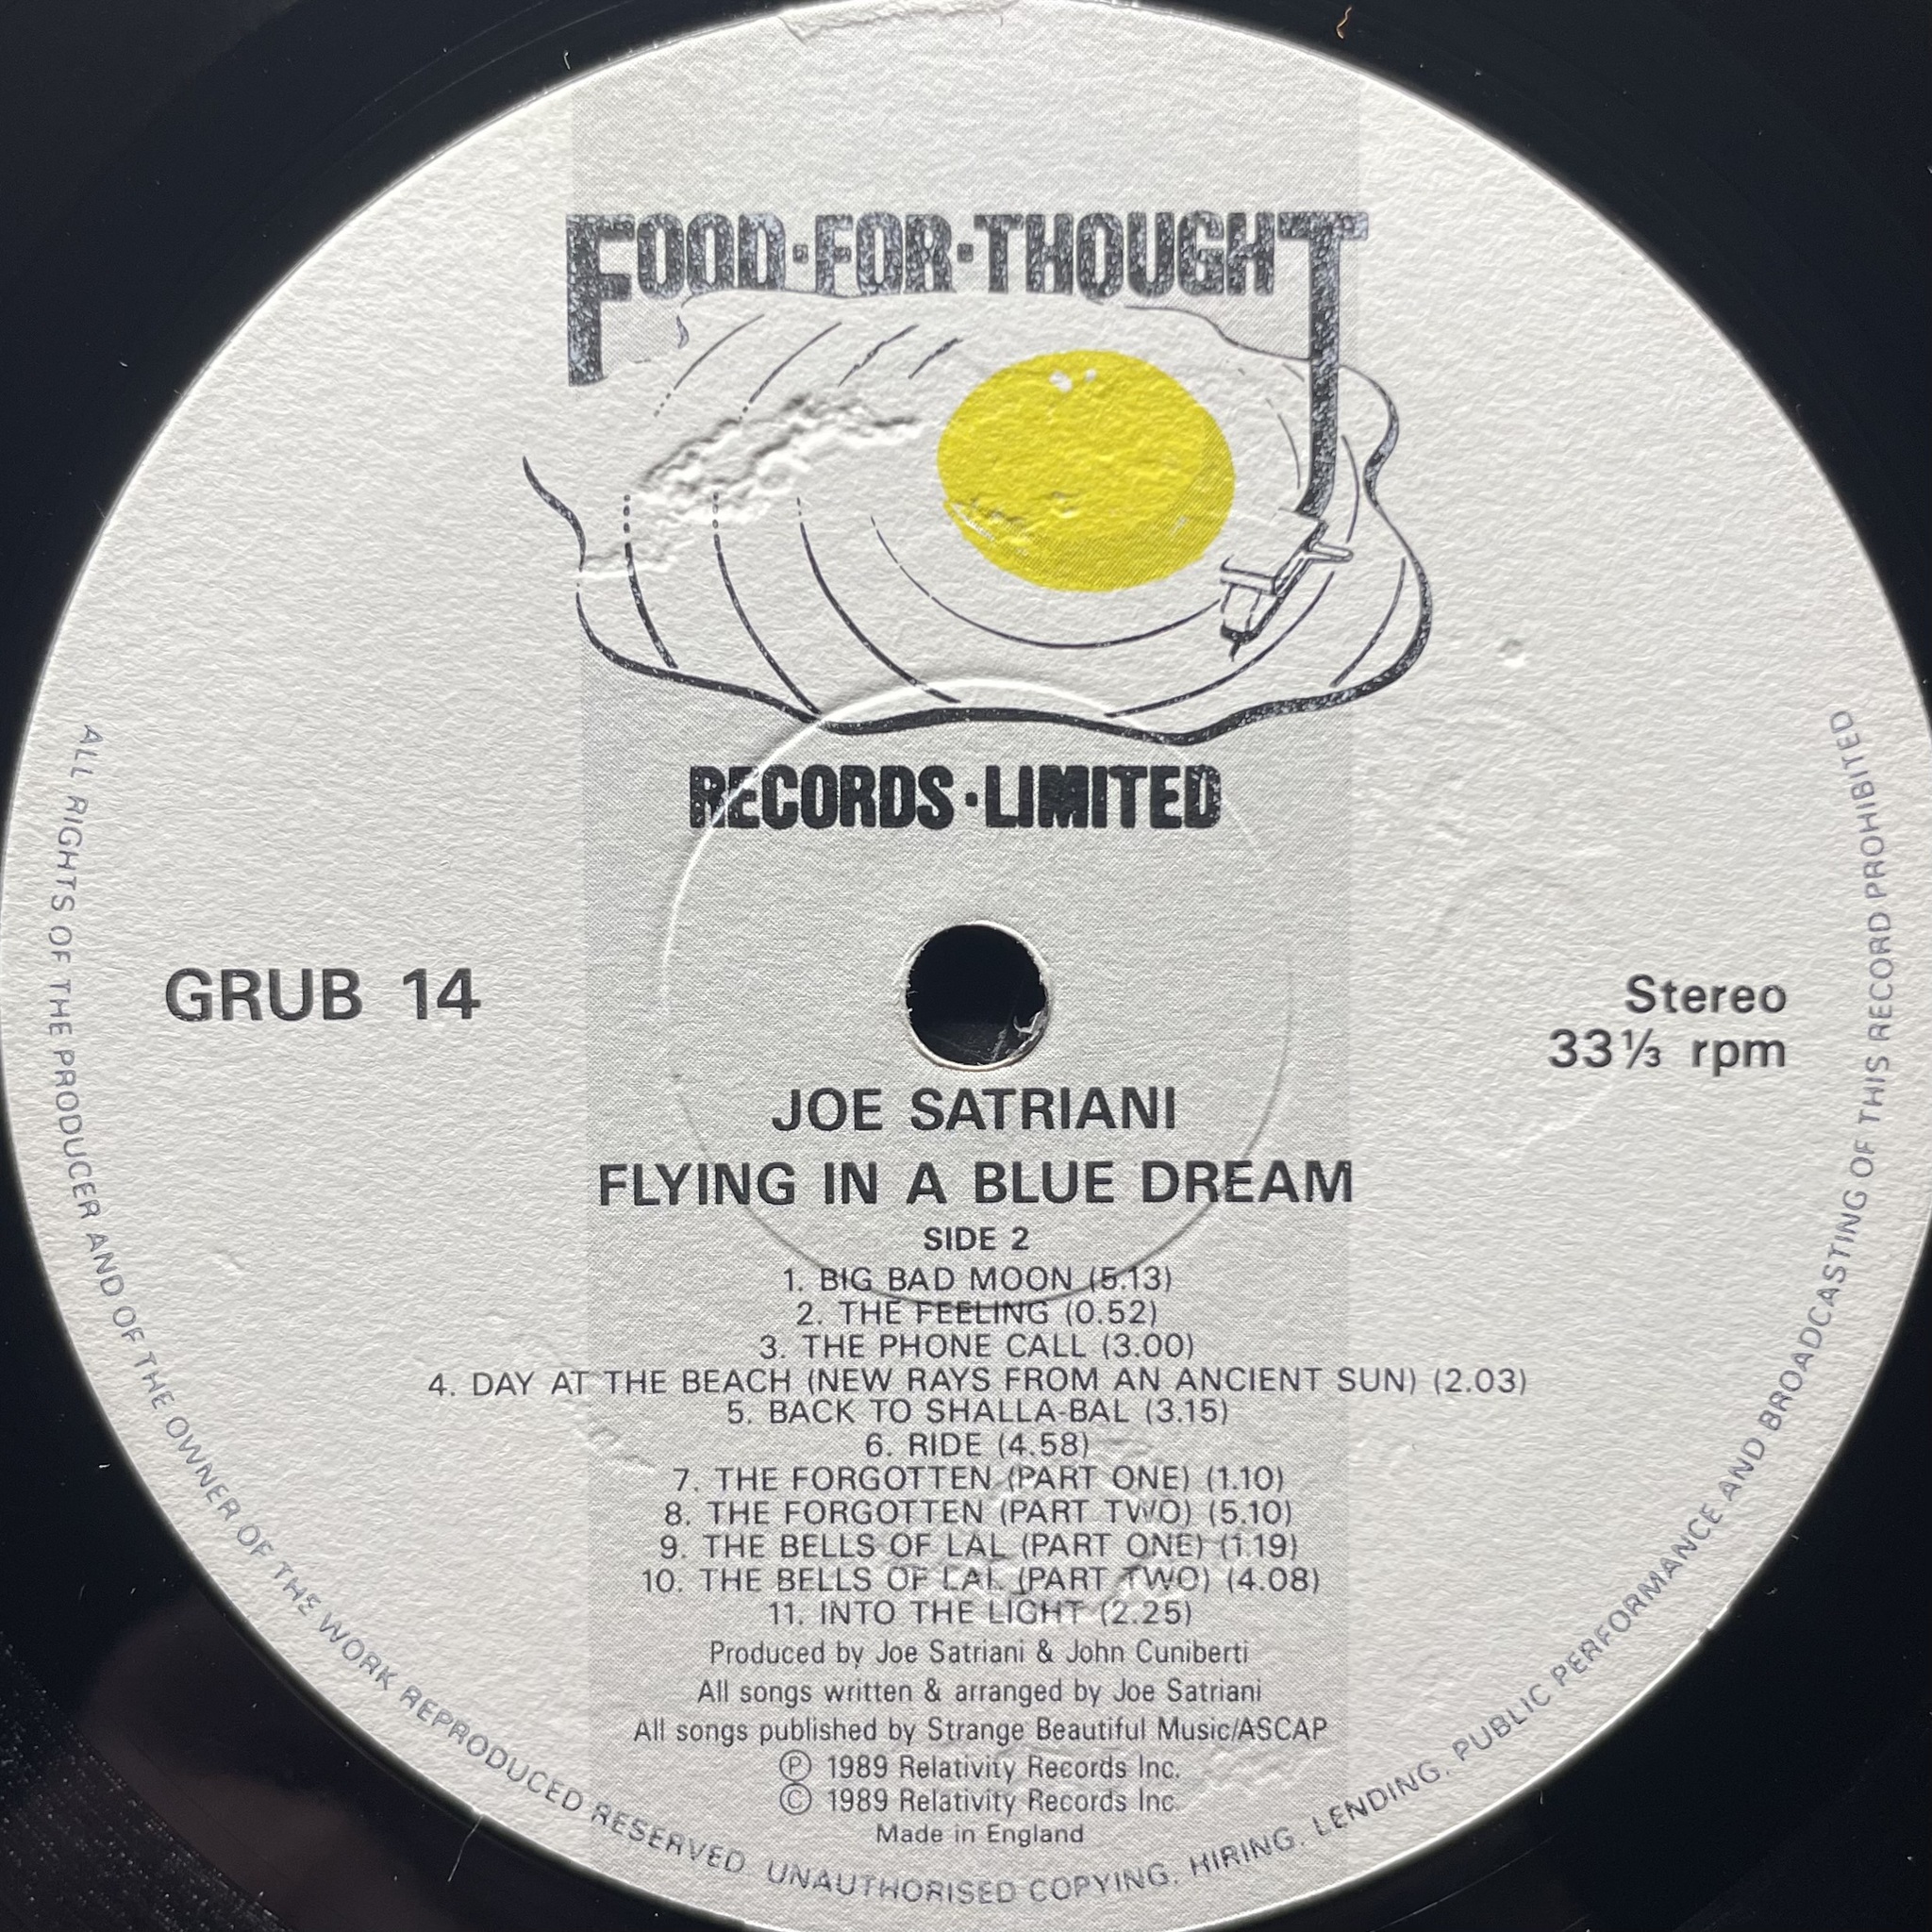 FOOD·FOR·THOUGHT
RECORDS·LIMITED
GRUB 14
Stereo
33⅓ rpm
JOE SATRIANI
FLYING IN A BLUE DREAM
SIDE 2
1. BIG BAD MOON (5.13)
2. THE FEELING (0.52)
3. THE PHONE CALL (3.00)
4. DAY AT THE BEACH (NEW RAYS FROM AN ANCIENT SUN) (2.03)
5. BACK TO SHALLA-BAL (3.15)
6. RIDE (4.58)
7. THE FORGOTTEN (PART ONE) (1.10)
8. THE FORGOTTEN (PART TWO) (5.10)
9. THE BELLS OF LAL (PART ONE) (1.19)
10. THE BELLS OF LAL (PART TWO) (4.08)
11. INTO THE LIGHT (2.25)
Produced by Joe Satriani & John Cuniberti
All songs written & arranged by Joe Satriani
All songs published by Strange Beautiful Music/ASCAP
Ⓟ 1989 Relativity Records Inc.
Ⓒ 1989 Relativity Records Inc.
Made in England
ALL RIGHTS OF THE PRODUCER AND OF THE OWNER OF THE WORK REPRODUCED RESERVED. UNAUTHORISED COPYING, HIRING, LENDING, PUBLIC PERFORMANCE AND BROADCASTING OF THIS RECORD PROHIBITED